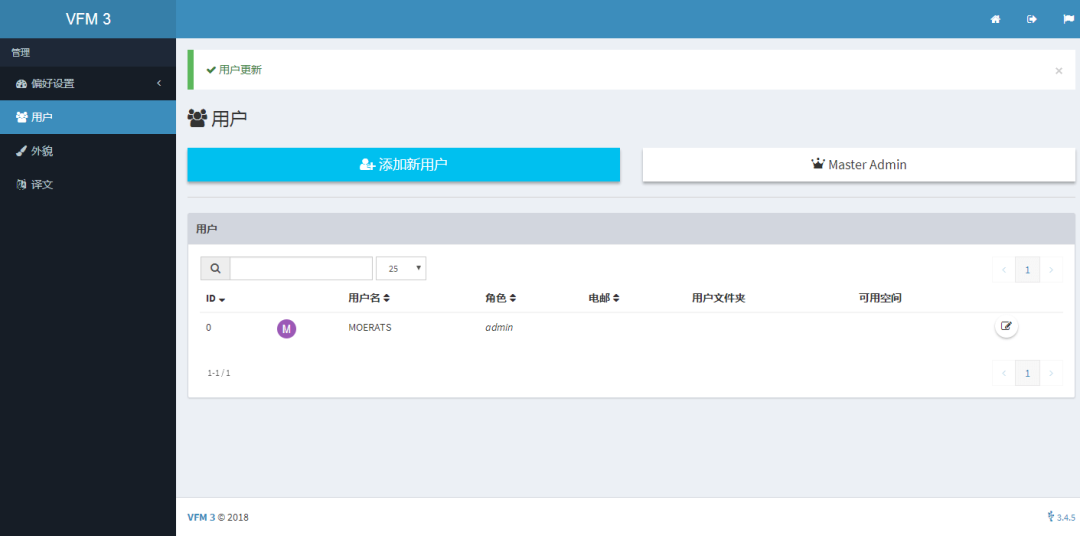 VFM 3
管理
偏好设置
用户
外貌
译文
用户更新
×
用户
添加新用户
Master Admin
用户
25
1
ID 用户名 角色 电邮 用户文件夹 可用空间
0 M MOERATS admin
1-1 / 1
1
VFM 3 © 2018
3.4.5